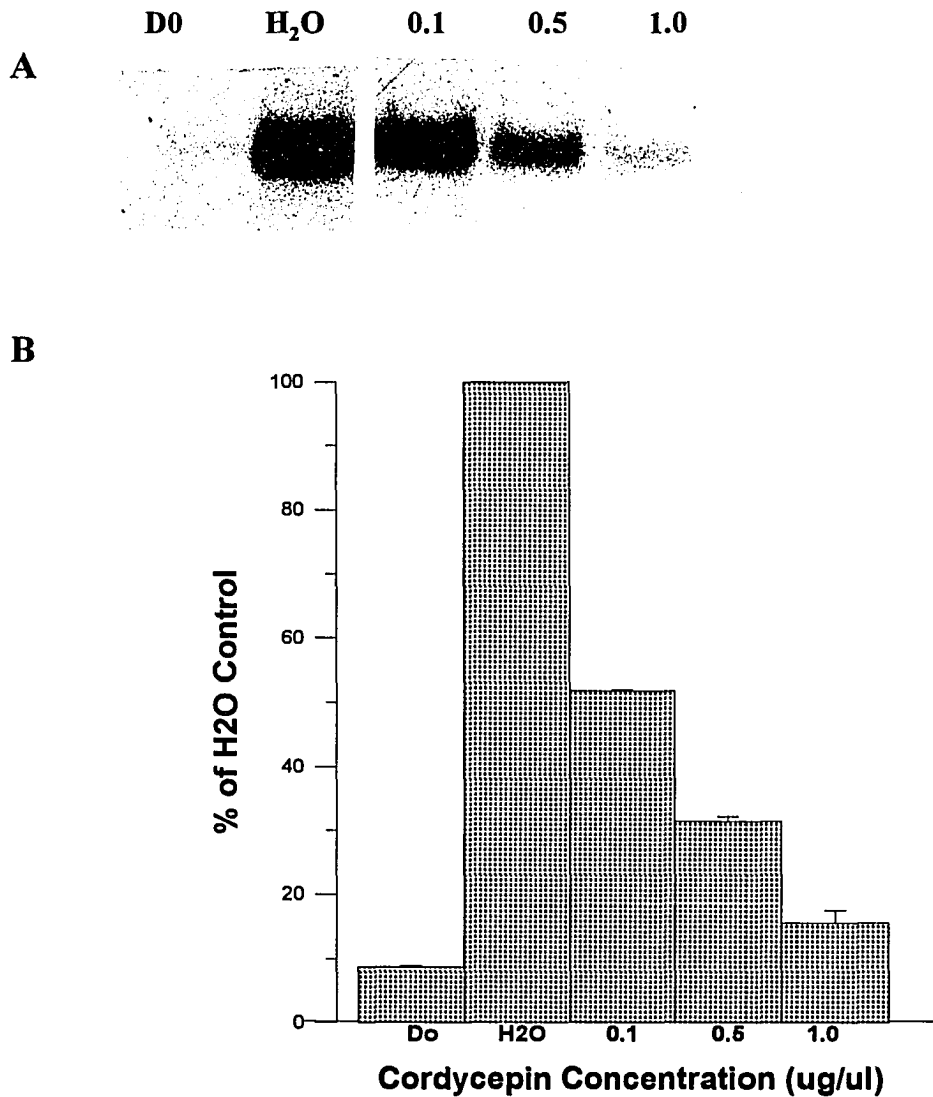 D0 H₂O 0.1 0.5 1.0
A
B
100
80
60
40
20
0
% of H2O Control
Do H2O 0.1 0.5 1.0
Cordycepin Concentration (ug/ul)